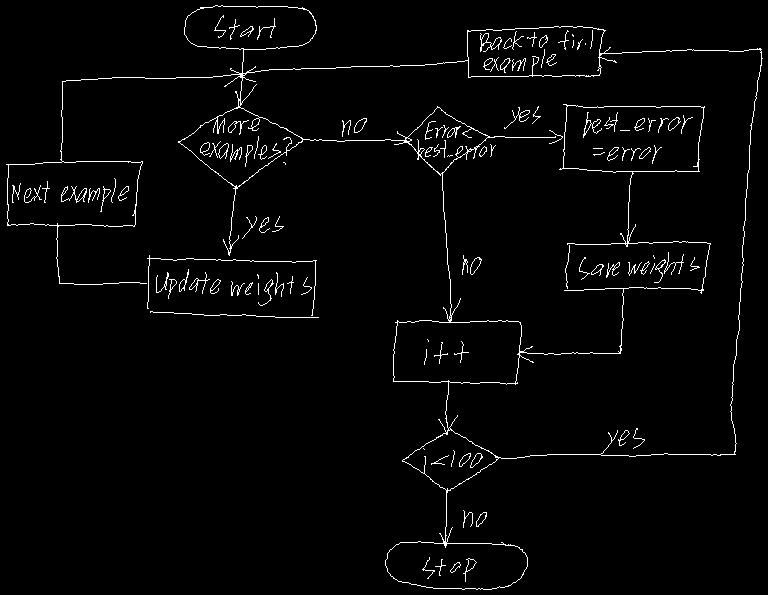 Start
Back to first
example
More
examples?
no
Error<
best_error
yes
best_error
=error
Next example
yes
Update weights
no
Save weights
i++
i<100
yes
no
Stop